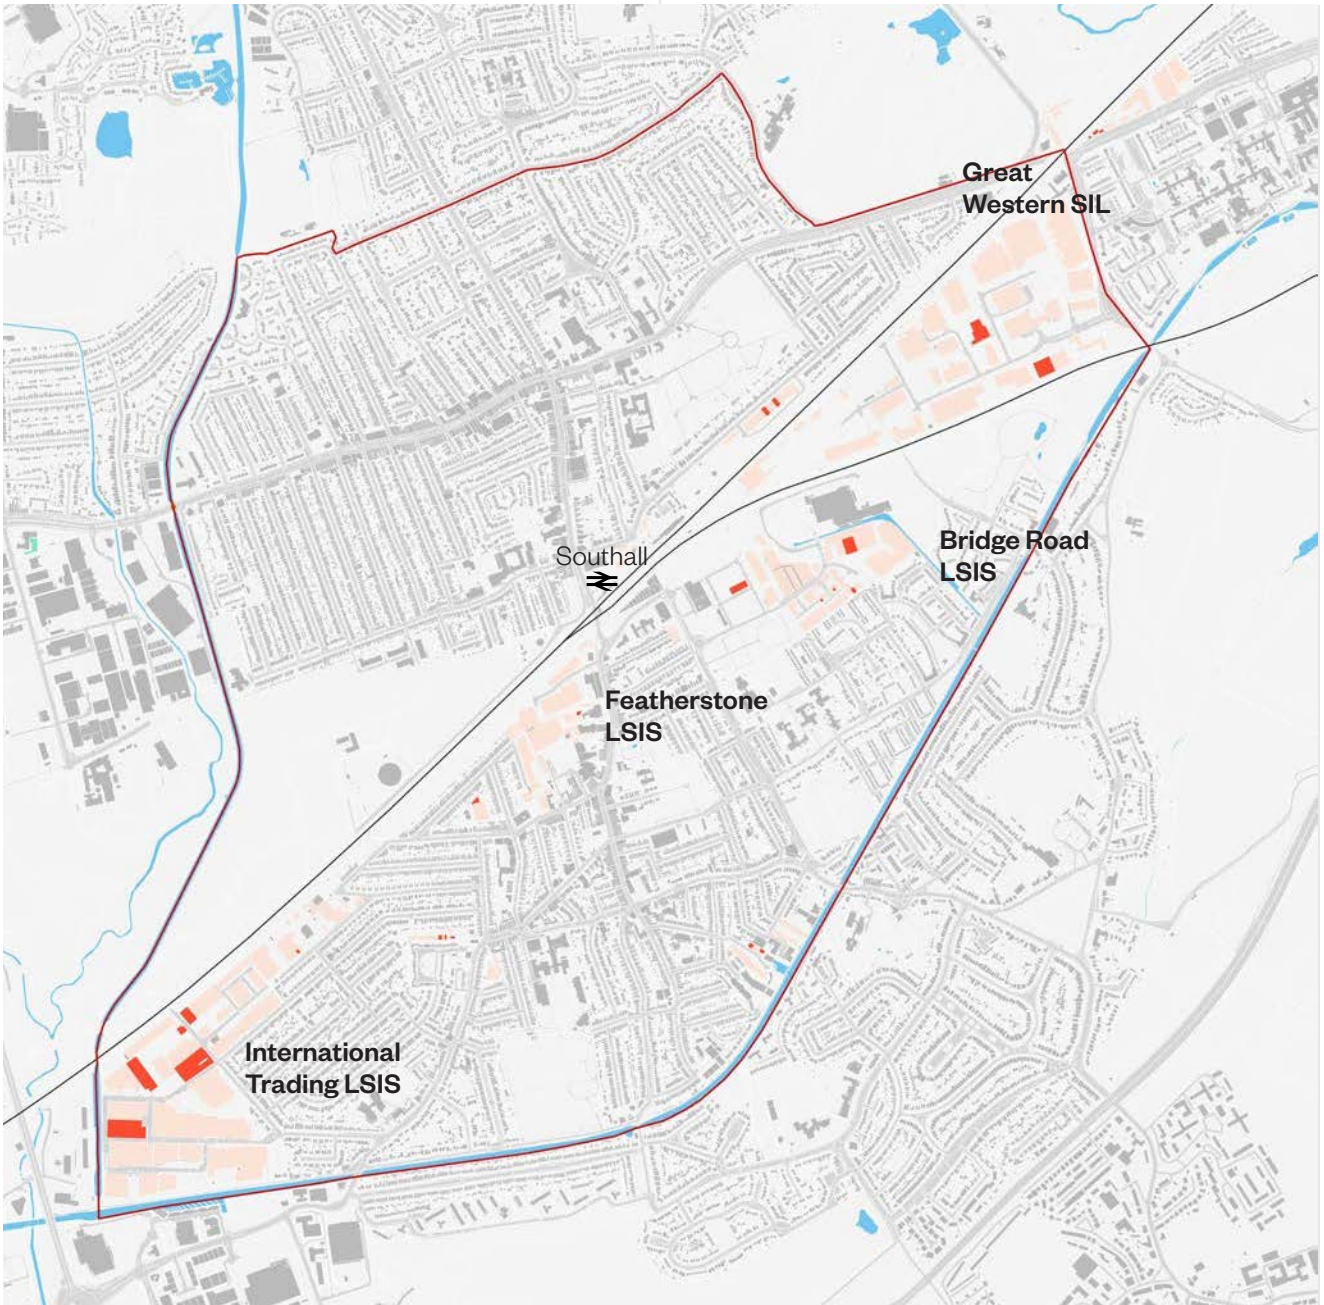 Great
Western SIL
Bridge Road
LSIS
Southall
Featherstone
LSIS
International
Trading LSIS